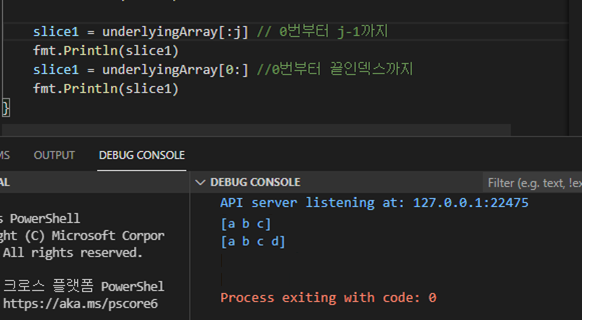 slice1 = underlyingArray[:j] // 0번부터 j-1까지
fmt.Println(slice1)
slice1 = underlyingArray[0:] //0번부터 끝인덱스까지
fmt.Println(slice1)
}
MS OUTPUT DEBUG CONSOLE
AL
s PowerShell
ght (C) Microsoft Corpor
All rights reserved.
크로스 플랫폼 PowerShel
https://aka.ms/pscore6
DEBUG CONSOLE Filter (e.g. text, !ex
API server listening at: 127.0.0.1:22475
[a b c]
[a b c d]
Process exiting with code: 0